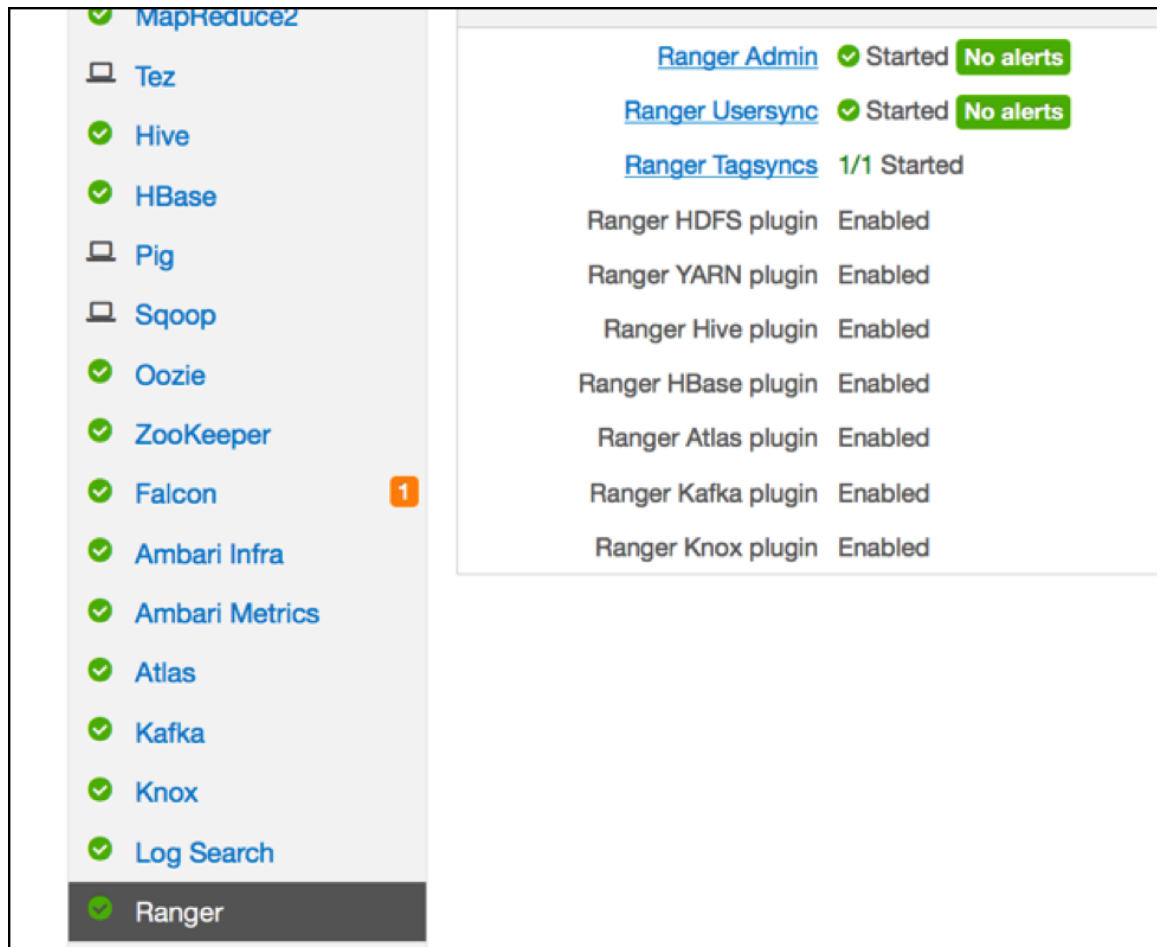 MapReduce2
Tez
Hive
HBase
Pig
Sqoop
Oozie
ZooKeeper
Falcon 1
Ambari Infra
Ambari Metrics
Atlas
Kafka
Knox
Log Search
Ranger
Ranger Admin Started No alerts
Ranger Usersync Started No alerts
Ranger Tagsyncs 1/1 Started
Ranger HDFS plugin Enabled
Ranger YARN plugin Enabled
Ranger Hive plugin Enabled
Ranger HBase plugin Enabled
Ranger Atlas plugin Enabled
Ranger Kafka plugin Enabled
Ranger Knox plugin Enabled